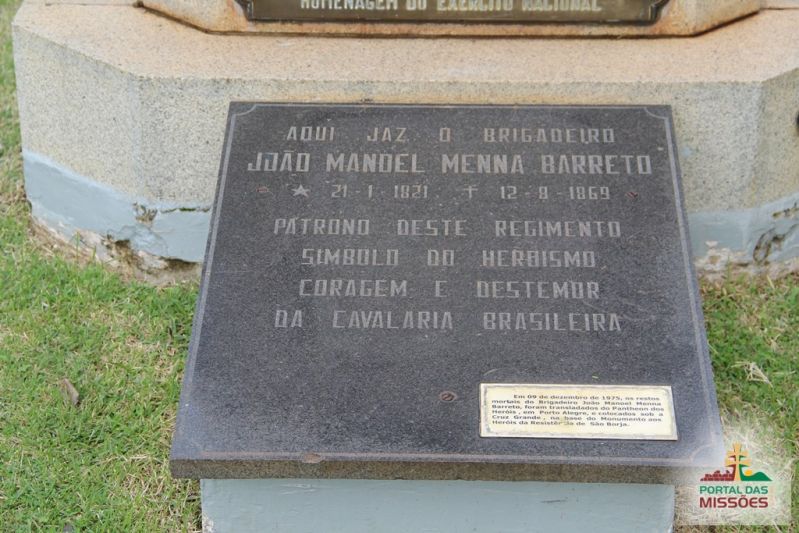 HOMENAGEM DO EXÉRCITO NACIONAL
AQUI JAZ O BRIGADEIRO
JOÃO MANOEL MENNA BARRETO
21-1-1821 ✝ 12-8-1869
PATRONO DESTE REGIMENTO
SIMBOLO DO HEROISMO
CORAGEM E DESTEMOR
DA CAVALARIA BRASILEIRA
Em 09 de dezembro de 1975, os restos
mortais do Brigadeiro João Manoel Menna
Barreto, foram transladados do Pantheon dos
Heróis, em Porto Alegre, e colocados sob a
Cruz Grande, na base do Monumento aos
Heróis da Resistência de São Borja.
PORTAL DAS
MISSÕES